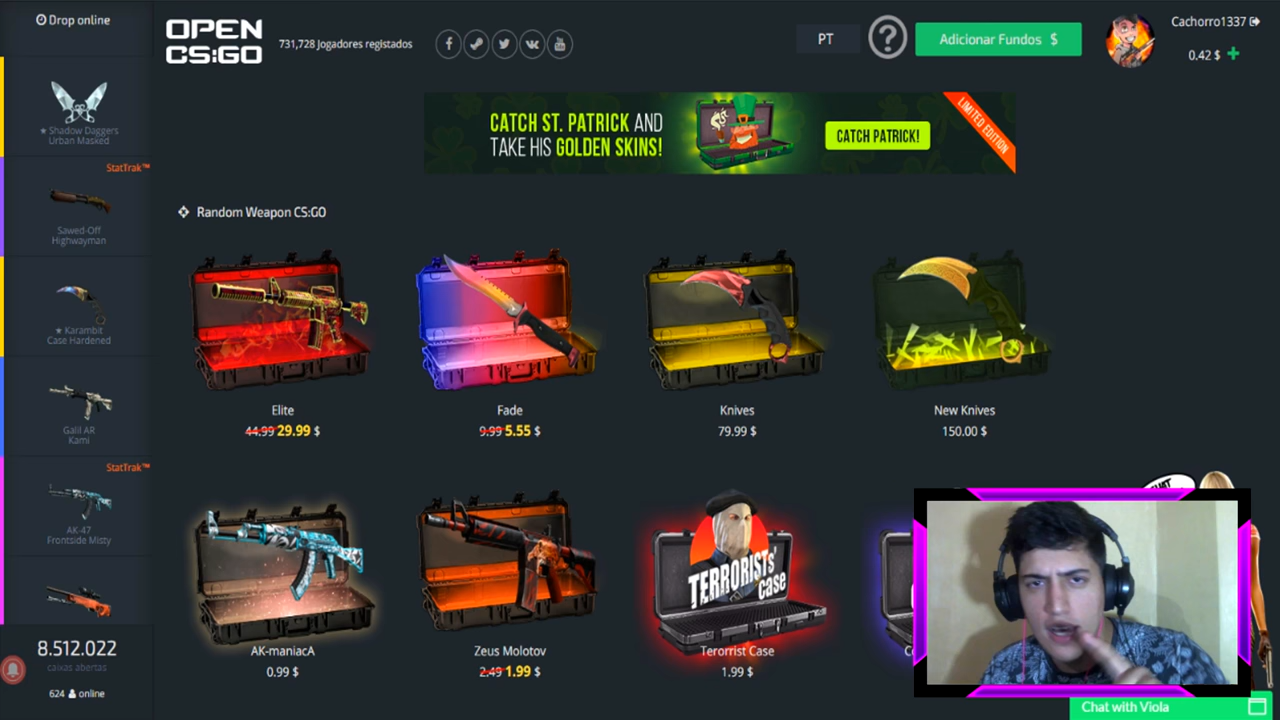 Drop online
OPEN
CS:GO
731,728 Jogadores registados
PT
?
Adicionar Fundos $
Cachorro1337
0.42 $ +
CATCH ST. PATRICK AND
TAKE HIS GOLDEN SKINS!
CATCH PATRICK!
LIMITED EDITION
★ Shadow Daggers
Urban Masked
StatTrak™
Sawed-Off
Highwayman
★ Karambit
Case Hardened
Galil AR
Kami
StatTrak™
AK-47
Frontside Misty
8.512.022
caixas abertas
624 online
Random Weapon CS:GO
Elite
44.99 29.99 $
Fade
9.99 5.55 $
Knives
79.99 $
New Knives
150.00 $
AK-maniacA
0.99 $
Zeus Molotov
2.49 1.99 $
TERRORISTS'
CASE
Terorrist Case
1.99 $
Chat with Viola